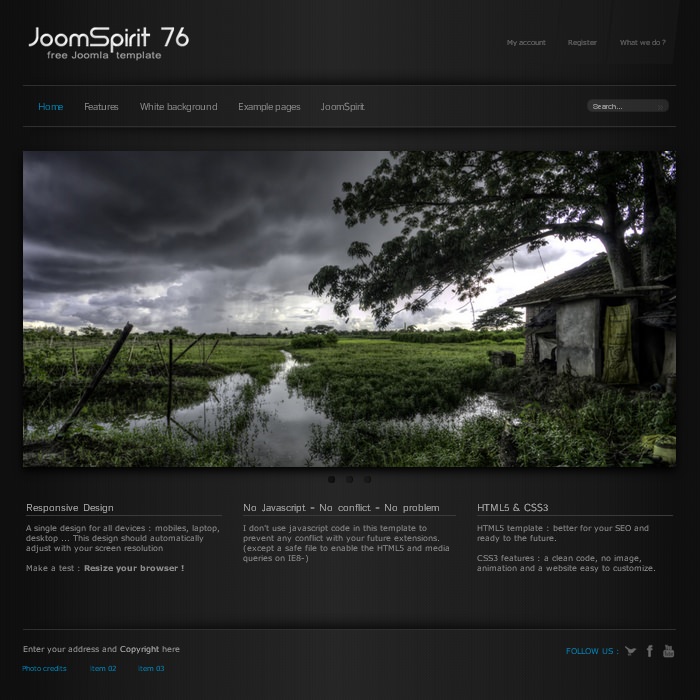 JoomSpirit 76
free Joomla template
My account Register What we do ?
Home Features White background Example pages JoomSpirit Search...
Responsive Design
A single design for all devices : mobiles, laptop,
desktop ... This design should automatically
adjust with your screen resolution
Make a test : Resize your browser !
No Javascript - No conflict - No problem
I don't use javascript code in this template to
prevent any conflict with your future extensions.
(except a safe file to enable the HTML5 and media
queries on IE8-)
HTML5 & CSS3
HTML5 template : better for your SEO and
ready to the future.
CSS3 features : a clean code, no image,
animation and a website easy to customize.
Enter your address and Copyright here
Photo credits item 02 item 03
FOLLOW US :